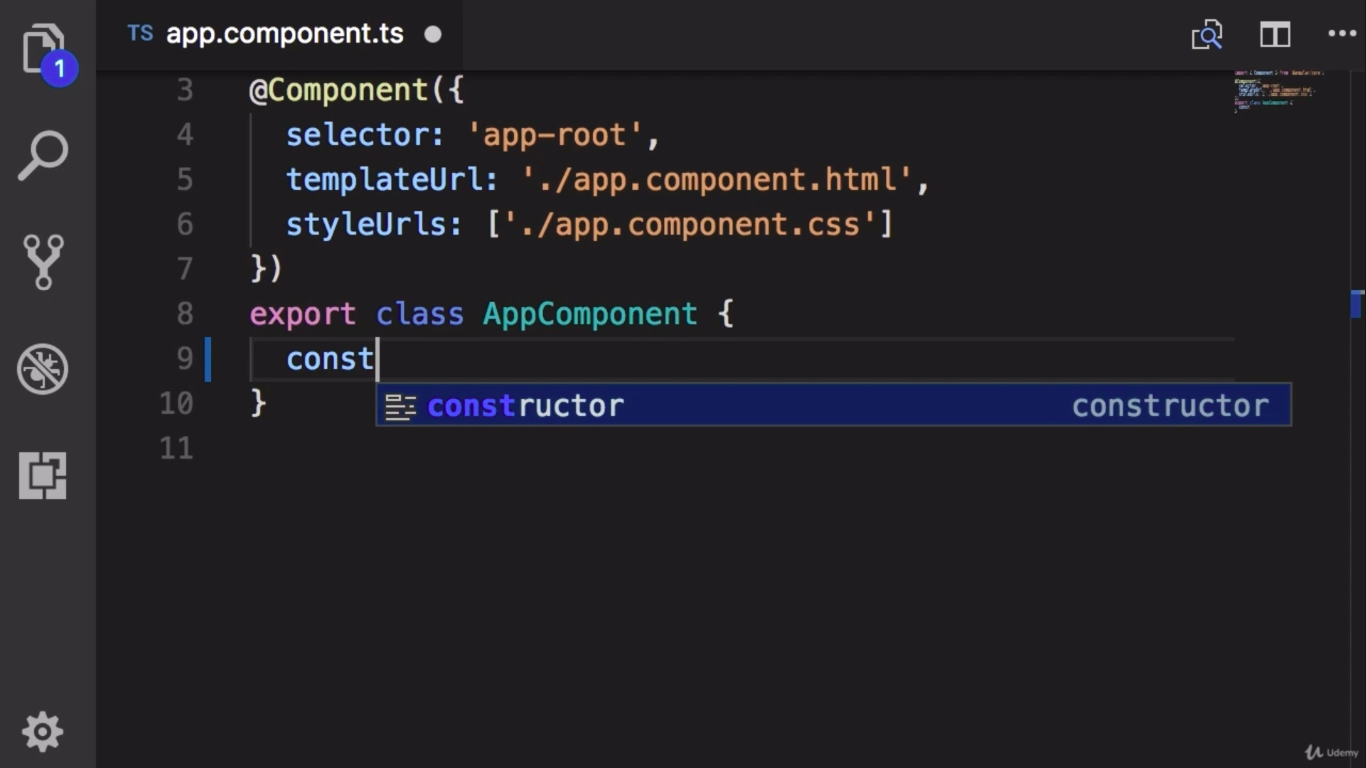 TS app.component.ts
1
3 @Component({
4 selector: 'app-root',
5 templateUrl: './app.component.html',
6 styleUrls: ['./app.component.css']
7 })
8 export class AppComponent {
9 const
constructor constructor
10 }
11
Udemy